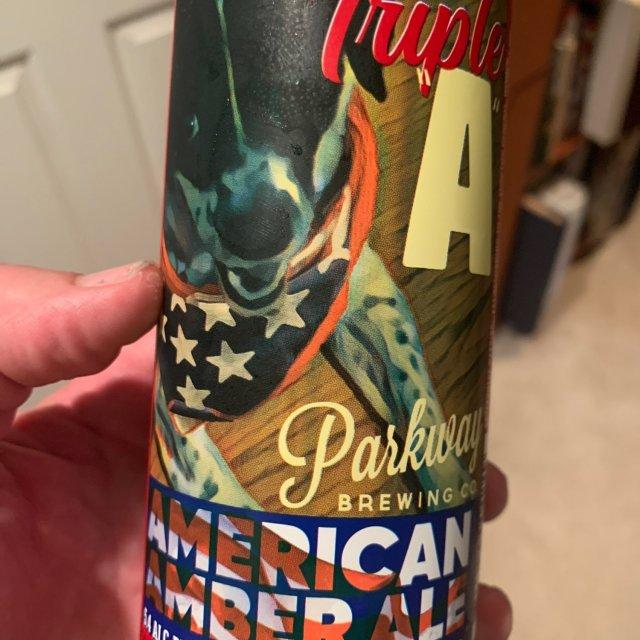 Triple
"A"
Parkway
BREWING CO
AMERICAN
AMBER ALE